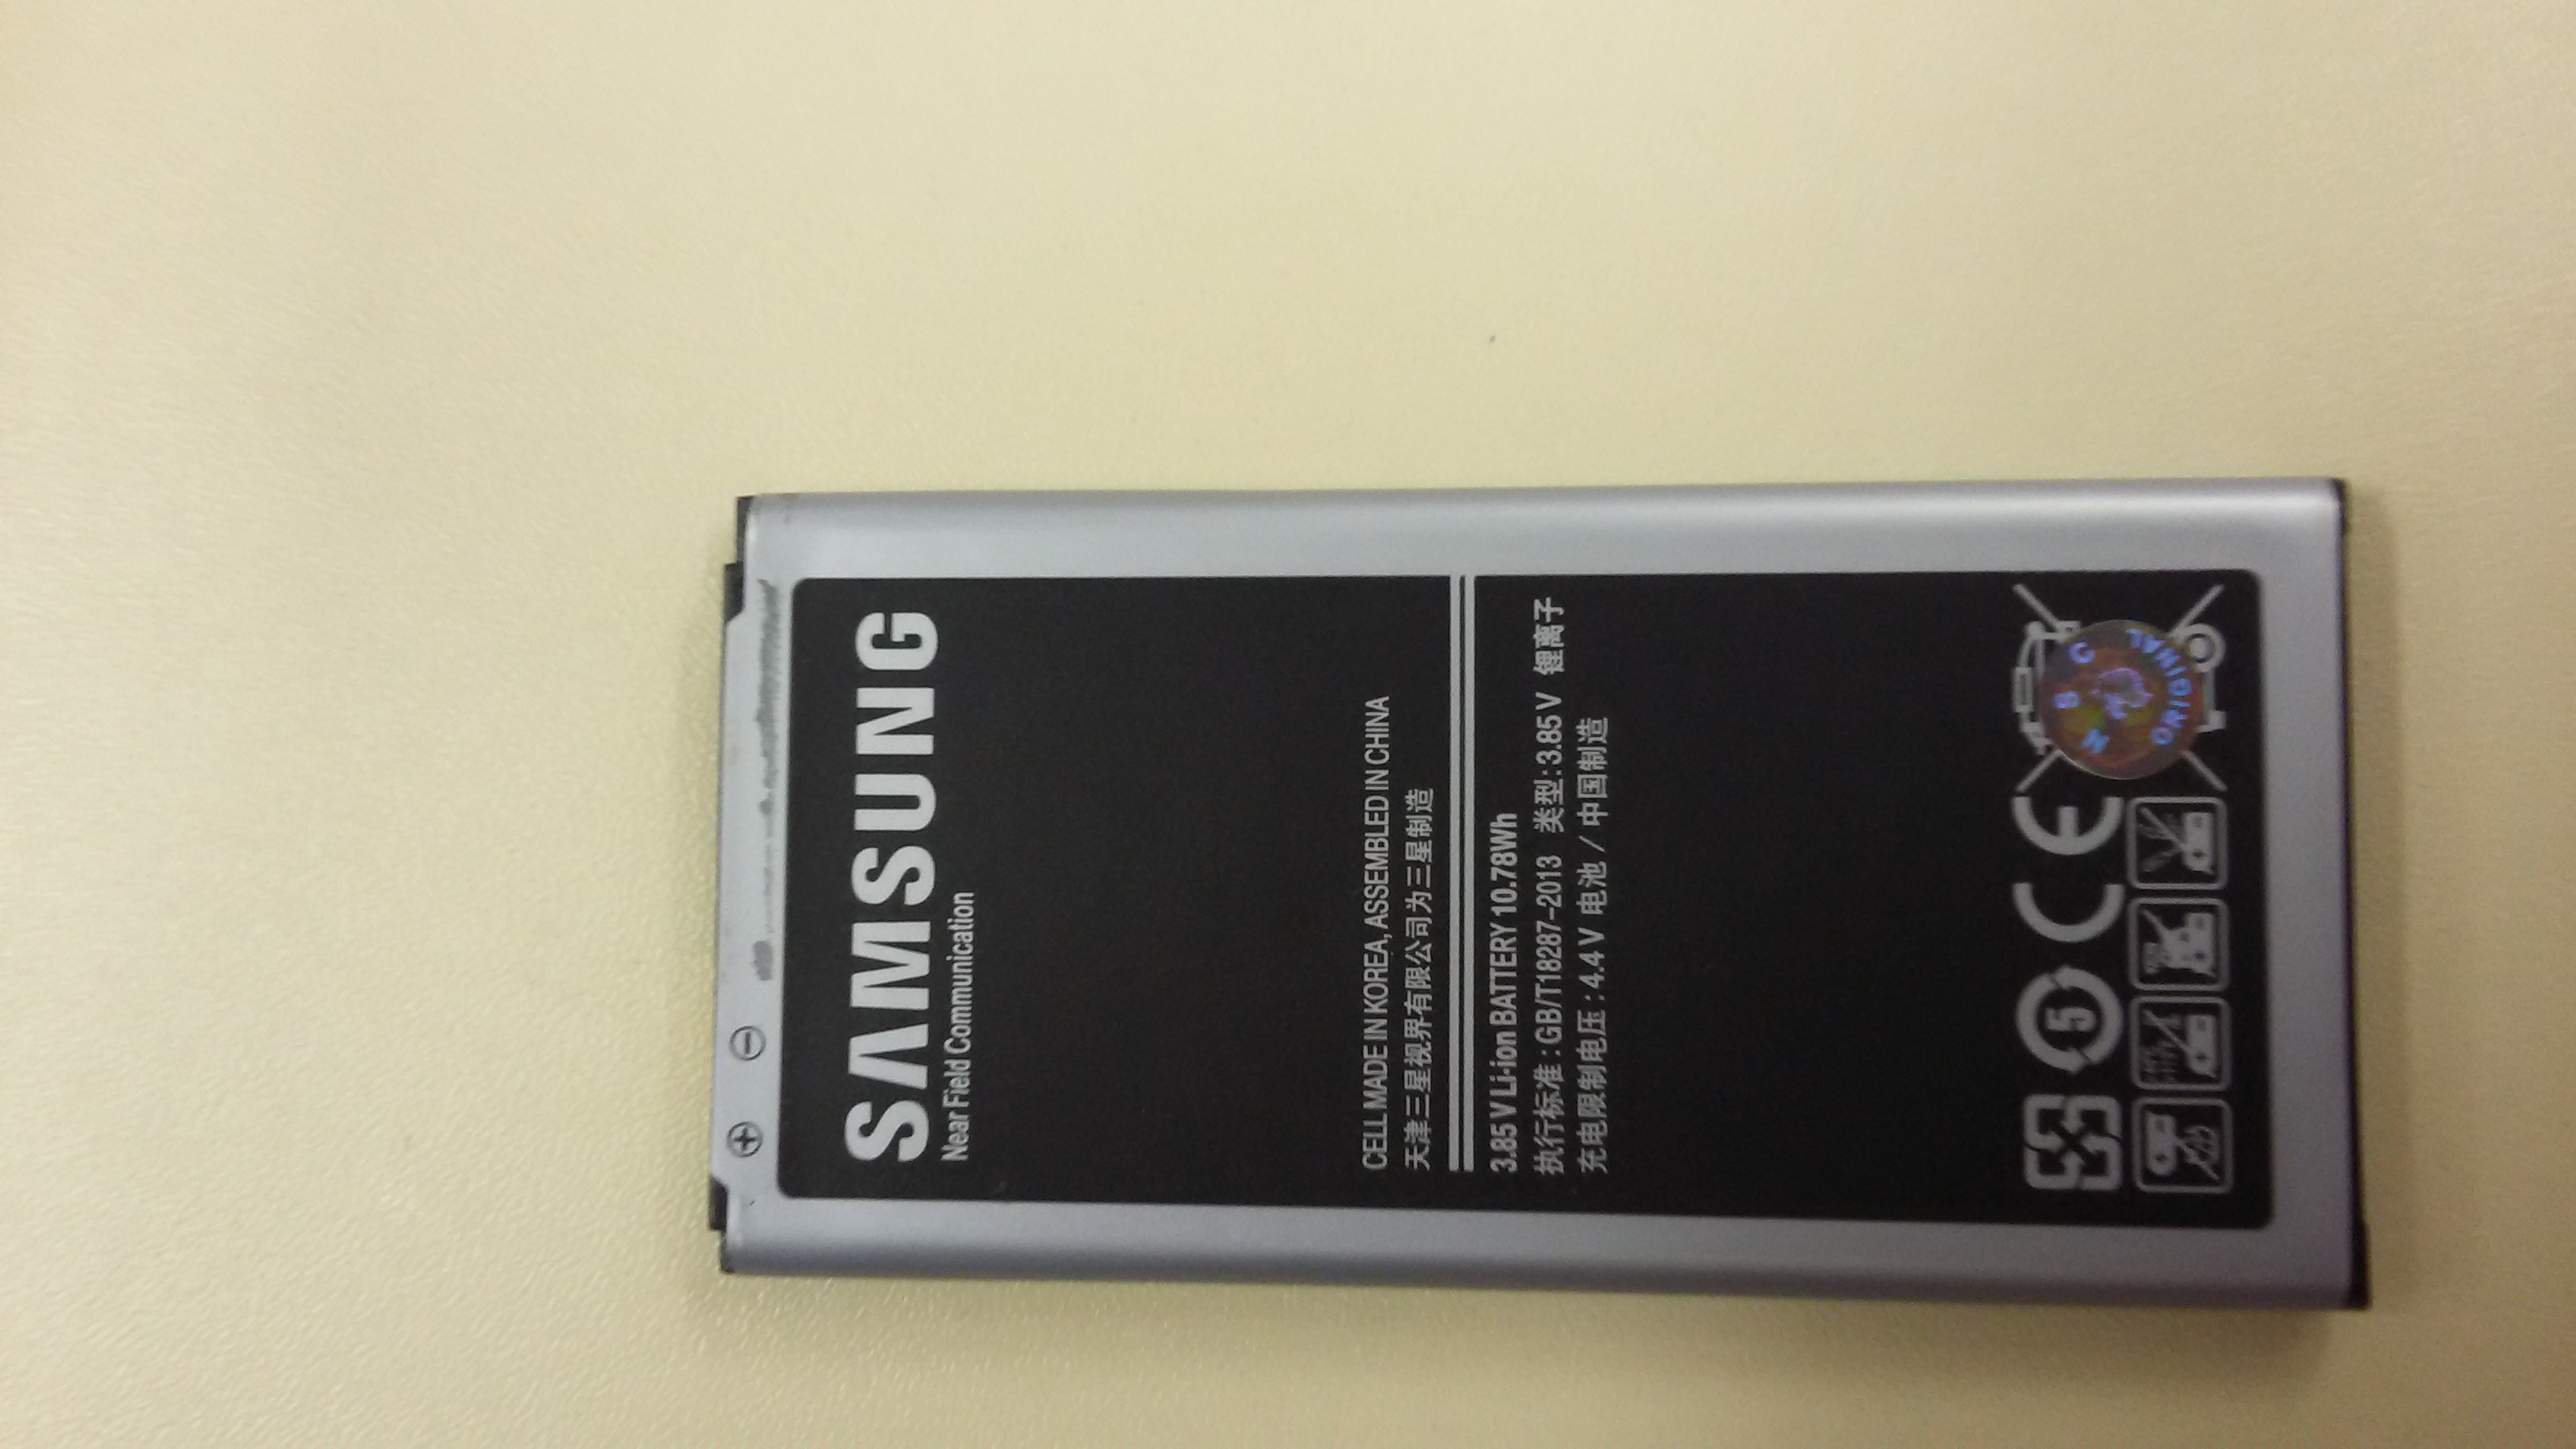 SAMSUNG
Near Field Communication
CELL MADE IN KOREA, ASSEMBLED IN CHINA
天津三星视界有限公司为三星制造
3.85 V Li-ion BATTERY 10.78Wh
执行标准 : GB/T18287-2013 类型: 3.85 V 锂离子
充电限制电压 : 4.4 V 电池 / 中国制造
5 CE
N 8 C
ORIGINAL